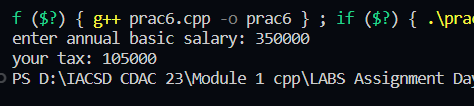 f ($?) { g++ prac6.cpp -o prac6 } ; if ($?) { .\prac
enter annual basic salary: 350000
your tax: 105000
PS D:\IACSD CDAC 23\Module 1 cpp\LABS Assignment Day